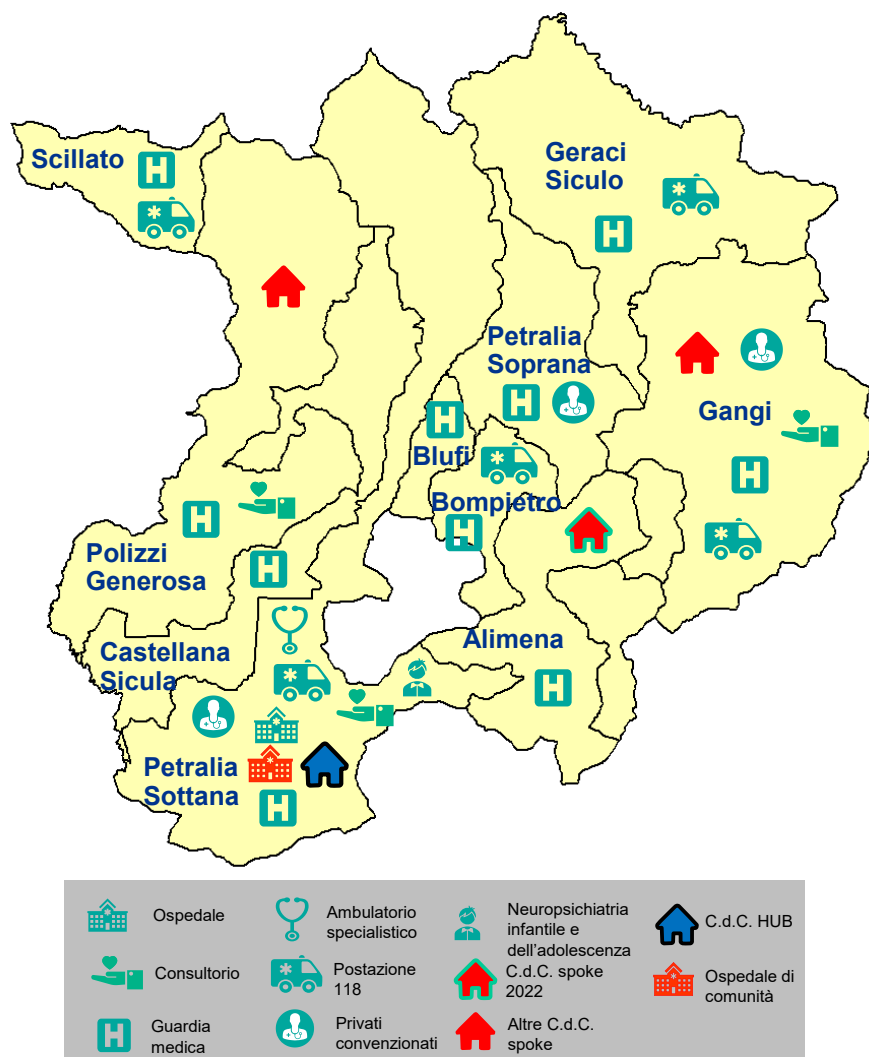 Scillato
H
Geraci
Siculo
H
Petralia
Soprana
H
Gangi
H
H
Blufi
Bompietro
H
H
Polizzi
Generosa
H
Castellana
Sicula
Alimena
H
Petralia
Sottana
H
Ospedale
Ambulatorio
specialistico
Neuropsichiatria
infantile e
dell'adolescenza
C.d.C. HUB
Consultorio
Postazione
118
C.d.C. spoke
2022
Ospedale di
comunità
H
Guardia
medica
Privati
convenzionati
Altre C.d.C.
spoke